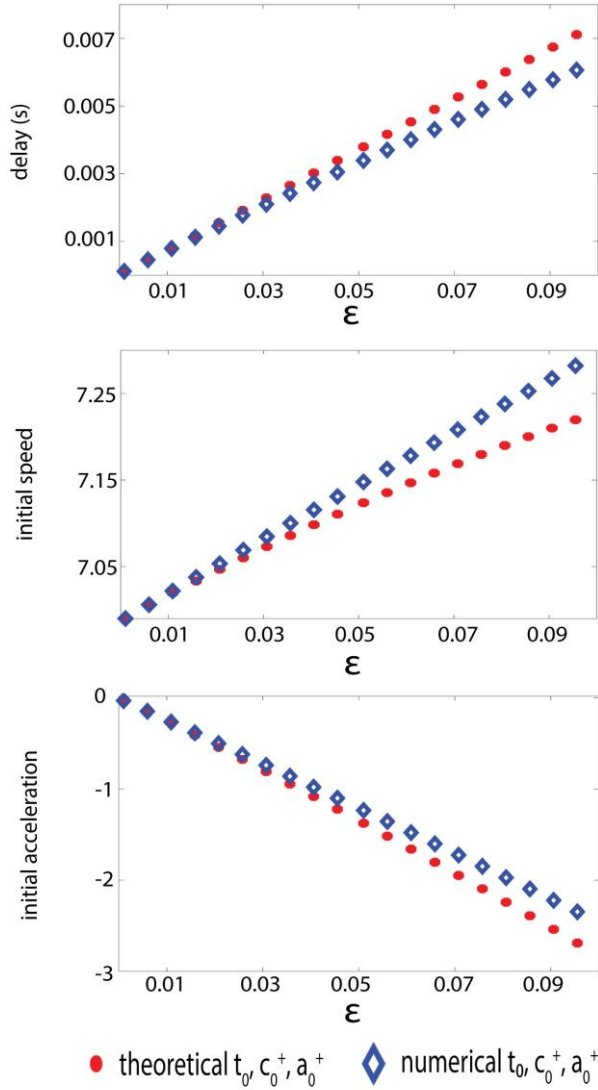 0.007
0.005
delay (s)
0.003
0.001
0.01 0.03 0.05 0.07 0.09
ε
7.25
7.15
initial speed
7.05
0.01 0.03 0.05 0.07 0.09
ε
0
-1
initial acceleration
-2
-3
0.01 0.03 0.05 0.07 0.09
ε
theoretical t₀, c₀⁺, a₀⁺ numerical t₀, c₀⁺, a₀⁺